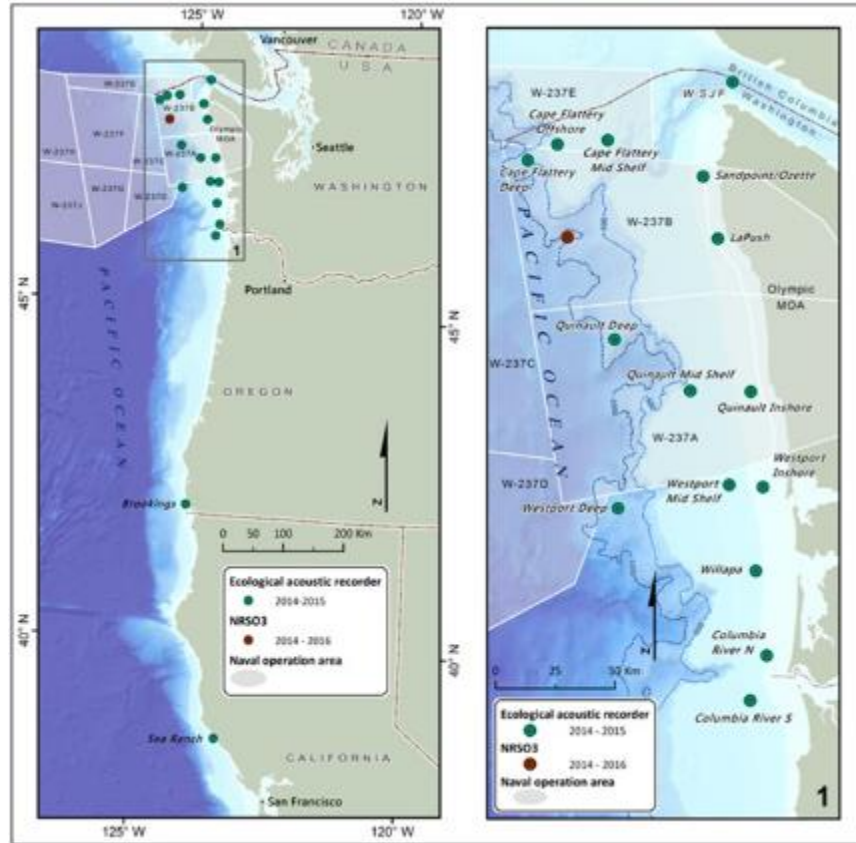 125° W
120° W
Vancouver
CANADA
U.S.A
W-237E
W-237B
W-237F
Olympic
MOA
W-237A
Seattle
W-237G
W-237J
W-237D
WASHINGTON
1
45° N
Portland
PACIFIC OCEAN
OREGON
N
Brookings
0 50 100 200 Km
Ecological acoustic recorder
2014-2015
NRSO3
2014 - 2016
Naval operation area
40° N
Sea Ranch
CALIFORNIA
San Francisco
125° W
120° W
W-237E
W SJF
British Columbia
Washington
Cape Flattery
Offshore
Cape Flattery
Mid Shelf
Cape Flattery
Deep
Sandpoint/Ozette
W-237B
LaPush
PACIFIC OCEAN
Olympic
MOA
45° N
Quinault Deep
W-237C
Quinault Mid Shelf
Quinault Inshore
W-237A
Westport
Inshore
W-237D
Westport
Mid Shelf
Westport Deep
Willapa
N
Columbia
River N
40° N
0 25 50 Km
Columbia River S
Ecological acoustic recorder
2014 - 2015
NRSO3
2014 - 2016
Naval operation area
1